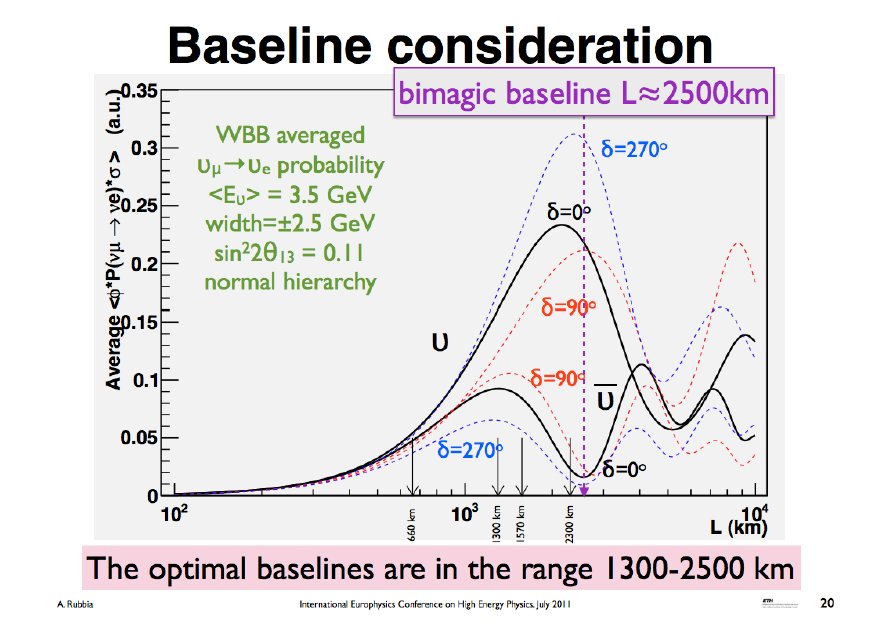 Baseline consideration
bimagic baseline L≈2500km
Average <ϕ*P(νμ → νe)*σ> (a.u.)
0.35
0.3
0.25
0.2
0.15
0.1
0.05
0
WBB averaged
υμ→υe probability
<Eυ> = 3.5 GeV
width=±2.5 GeV
sin²2θ13 = 0.11
normal hierarchy
δ=270°
δ=0°
δ=90°
υ
δ=90°
υ̅
δ=270°
δ=0°
10²
660 km
10³
1300 km
1570 km
2300 km
10⁴
L (km)
The optimal baselines are in the range 1300-2500 km
A. Rubbia
International Europhysics Conference on High Energy Physics, July 2011
ETH
20